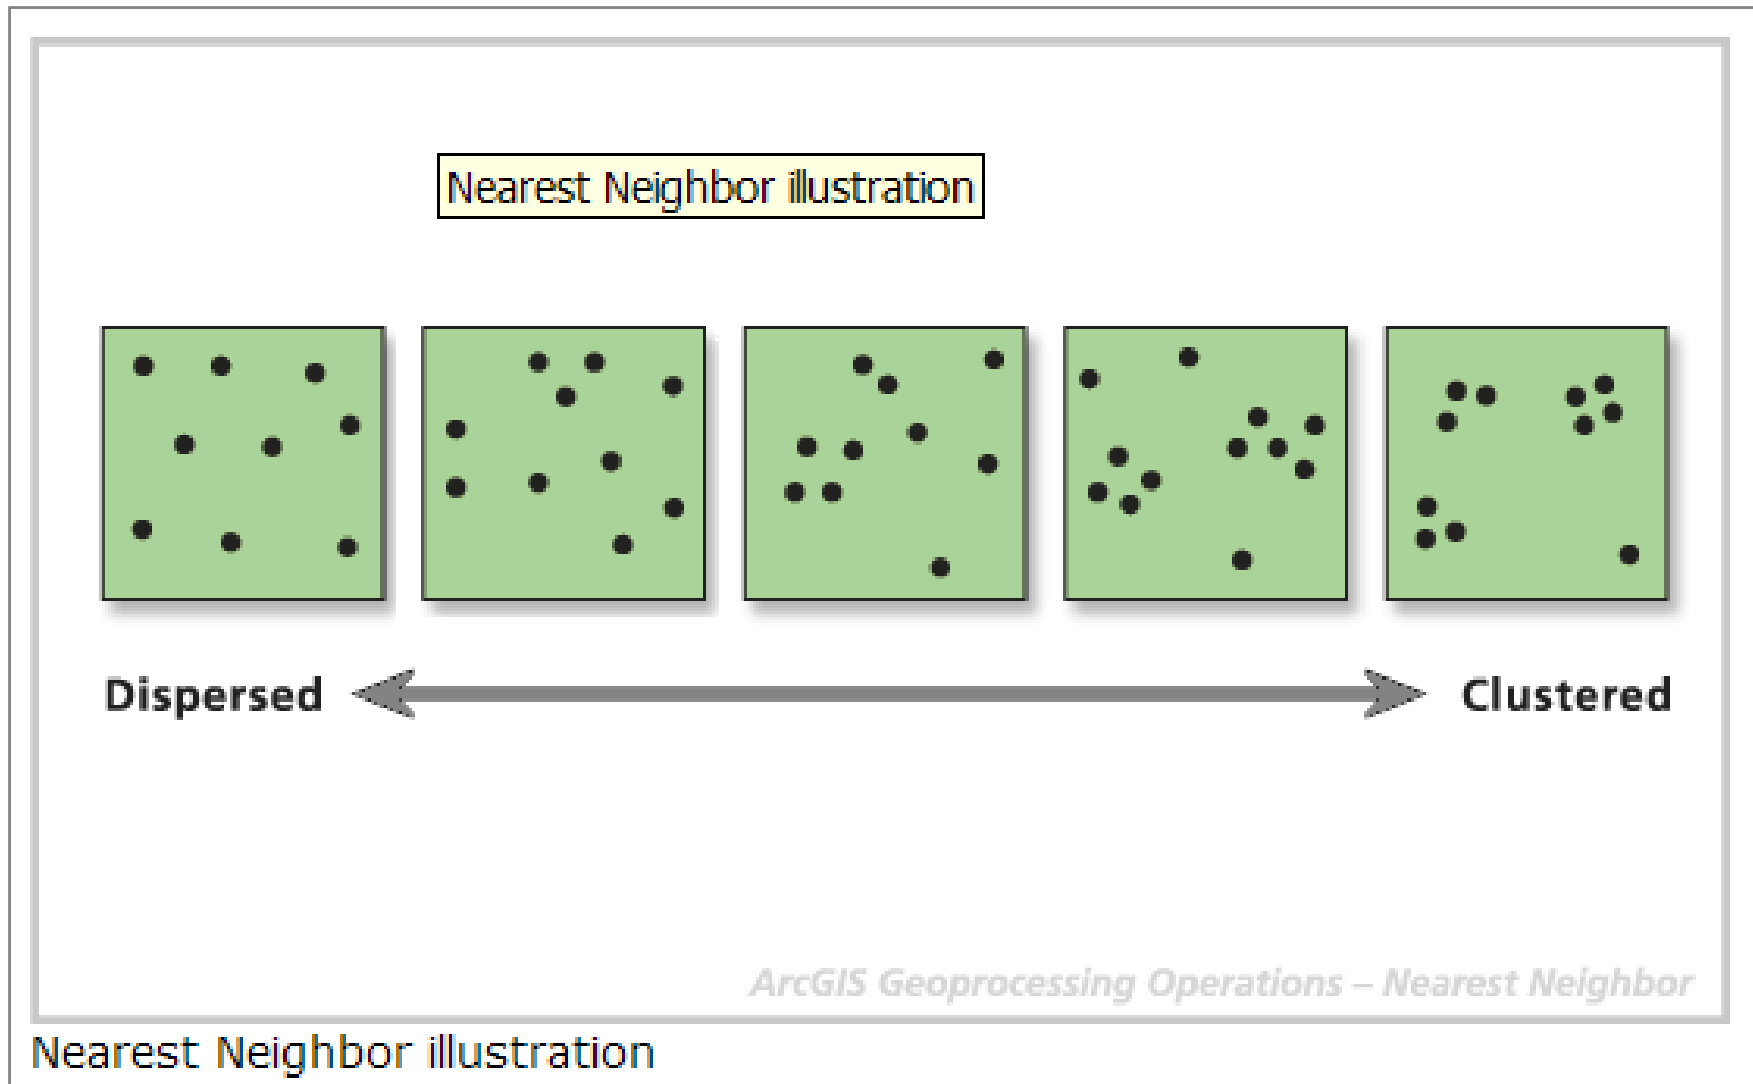 Nearest Neighbor illustration
Dispersed
Clustered
ArcGIS Geoprocessing Operations – Nearest Neighbor
Nearest Neighbor illustration